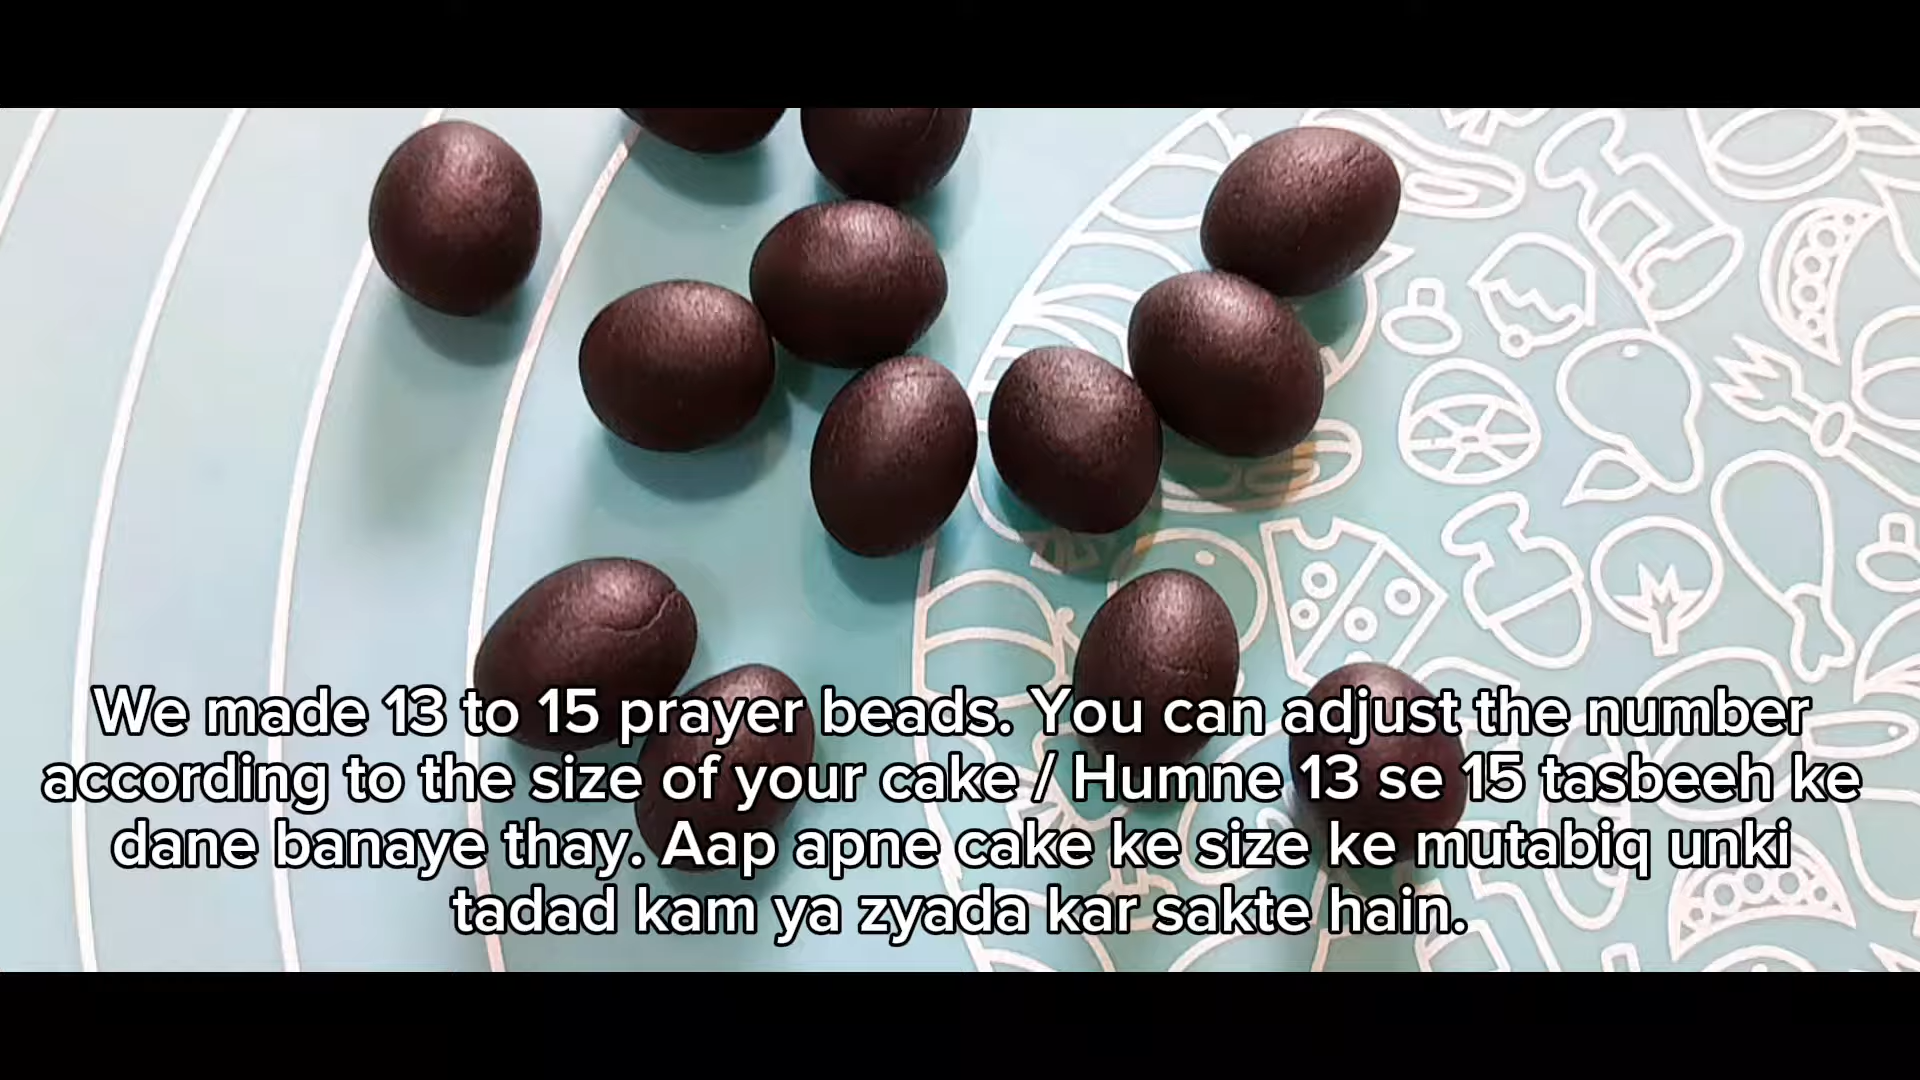 We made 13 to 15 prayer beads. You can adjust the number
according to the size of your cake / Humne 13 se 15 tasbeeh ke
dane banaye thay. Aap apne cake ke size ke mutabiq unki
tadad kam ya zyada kar sakte hain.